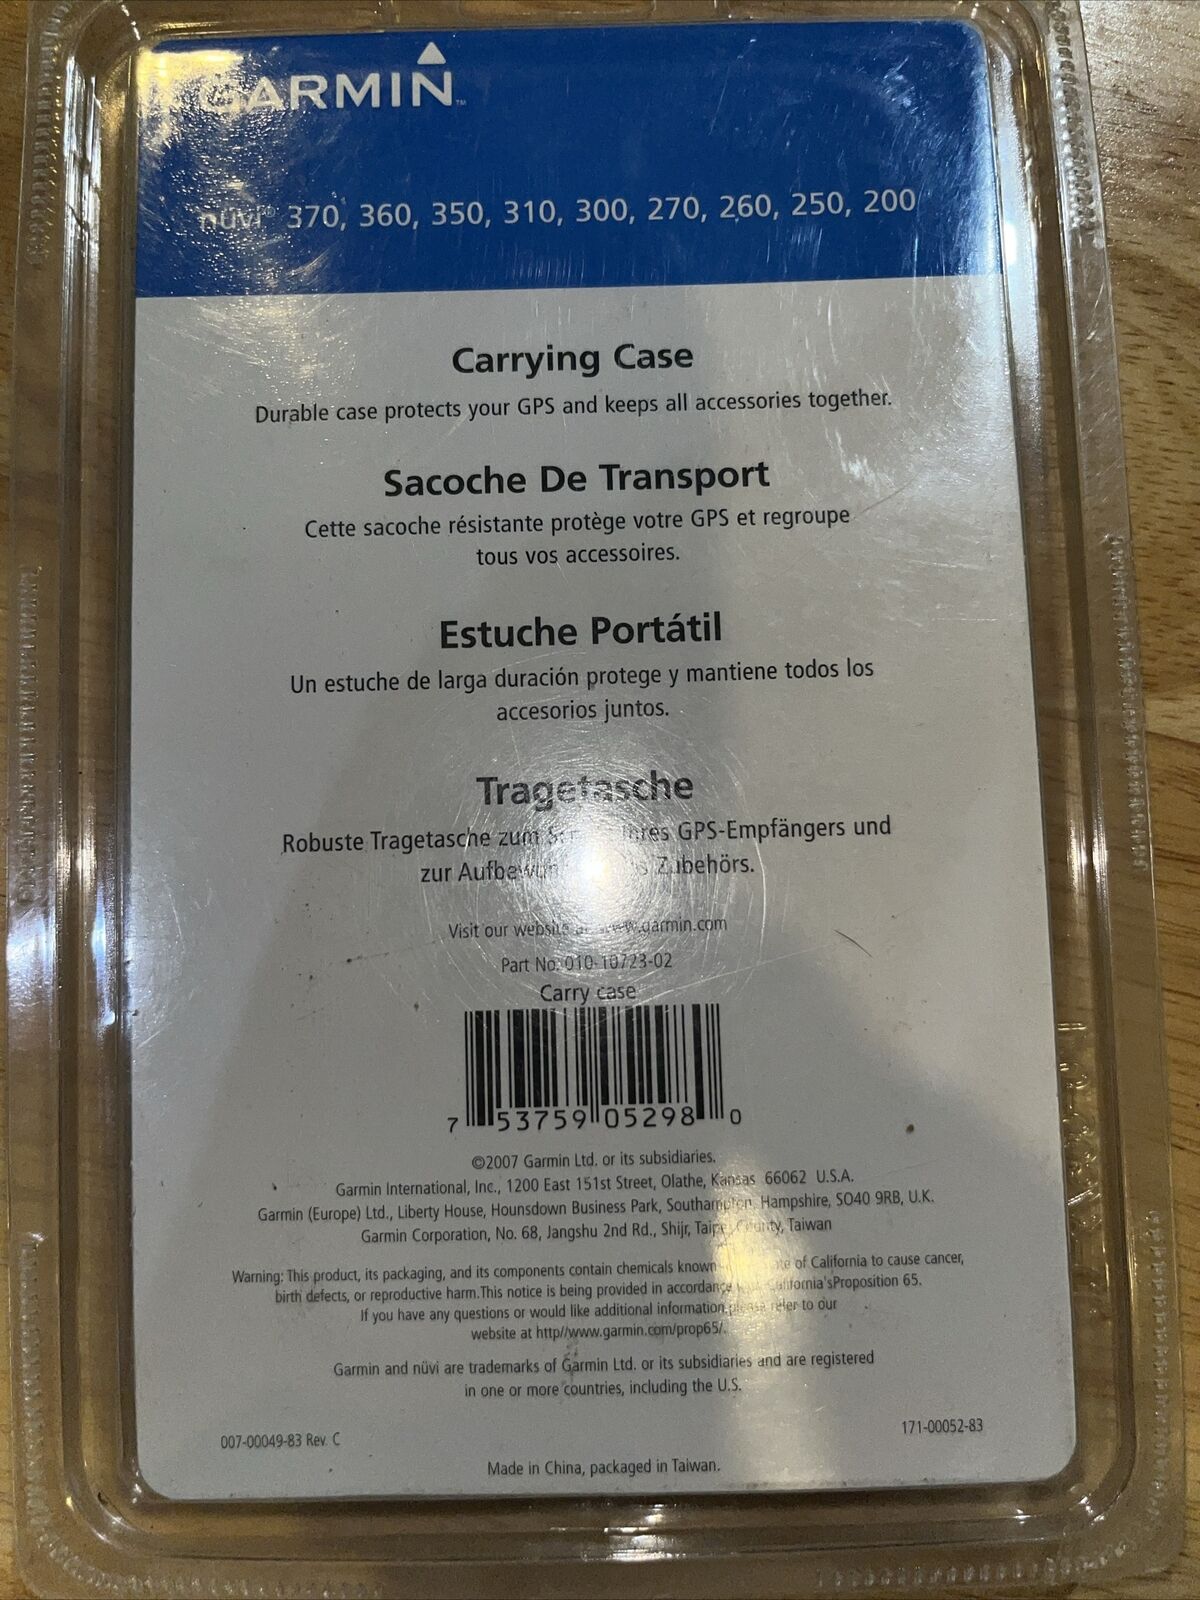 GARMIN™
nüvi® 370, 360, 350, 310, 300, 270, 260, 250, 200
Carrying Case
Durable case protects your GPS and keeps all accessories together.
Sacoche De Transport
Cette sacoche résistante protège votre GPS et regroupe
tous vos accessoires.
Estuche Portátil
Un estuche de larga duración protege y mantiene todos los
accesorios juntos.
Tragetasche
Robuste Tragetasche zum Ihres GPS-Empfängers und
zur Zubehörs.
Visit our website at www.garmin.com
Part No: 010-10723-02
Carry case
7 53759 05298 0
©2007 Garmin Ltd. or its subsidiaries.
Garmin International, Inc., 1200 East 151st Street, Olathe, Kansas 66062 U.S.A.
Garmin (Europe) Ltd., Liberty House, Hounsdown Business Park, Southampton, Hampshire, SO40 9RB, U.K.
Garmin Corporation, No. 68, Jangshu 2nd Rd., Shijr, Taipei County, Taiwan
Warning: This product, its packaging, and its components contain chemicals known of California to cause cancer,
birth defects, or reproductive harm.This notice is being provided in accordance California'sProposition 65.
If you have any questions or would like additional information, please refer to our
website at http//www.garmin.com/prop65/.
Garmin and nüvi are trademarks of Garmin Ltd. or its subsidiaries and are registered
in one or more countries, including the U.S.
171-00052-83
007-00049-83 Rev. C
Made in China, packaged in Taiwan.